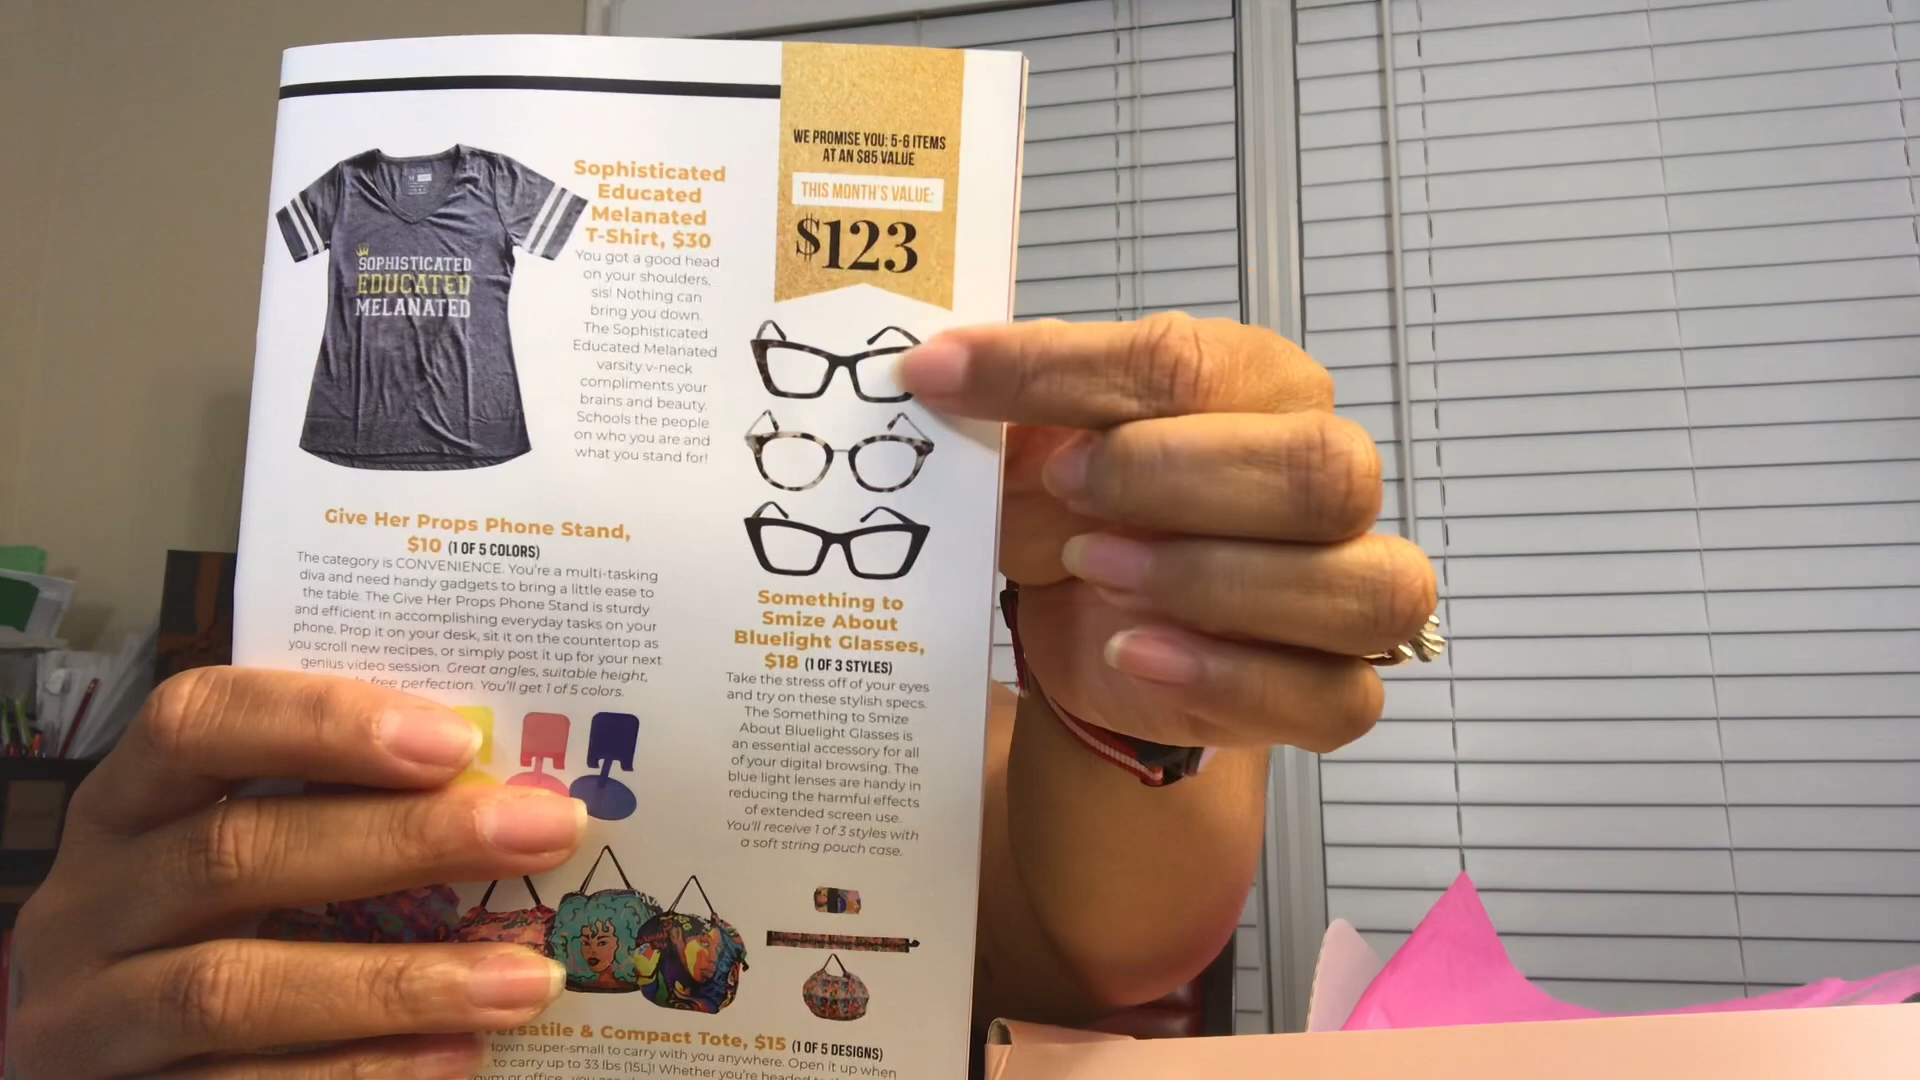 WE PROMISE YOU: 5-6 ITEMS
AT AN $85 VALUE
THIS MONTH'S VALUE:
$123
SOPHISTICATED
EDUCATED
MELANATED
Sophisticated
Educated
Melanated
T-Shirt, $30
You got a good head
on your shoulders,
sis! Nothing can
bring you down.
The Sophisticated
Educated Melanated
varsity v-neck
compliments your
brains and beauty.
Schools the people
on who you are and
what you stand for!
Give Her Props Phone Stand,
$10 (1 OF 5 COLORS)
The category is CONVENIENCE. You're a multi-tasking
diva and need handy gadgets to bring a little ease to
the table. The Give Her Props Phone Stand is sturdy
and efficient in accomplishing everyday tasks on your
phone. Prop it on your desk, sit it on the countertop as
you scroll new recipes, or simply post it up for your next
genius video session. Great angles, suitable height,
free perfection. You'll get 1 of 5 colors.
Something to
Smize About
Bluelight Glasses,
$18 (1 OF 3 STYLES)
Take the stress off of your eyes
and try on these stylish specs.
The Something to Smize
About Bluelight Glasses is
an essential accessory for all
of your digital browsing. The
blue light lenses are handy in
reducing the harmful effects
of extended screen use.
You'll receive 1 of 3 styles with
a soft string pouch case.
& Compact Tote, $15 (1 OF 5 DESIGNS)
down super-small to carry with you anywhere. Open it up when
to carry up to 33 lbs (15L)! Whether you're headed
gym or office, you